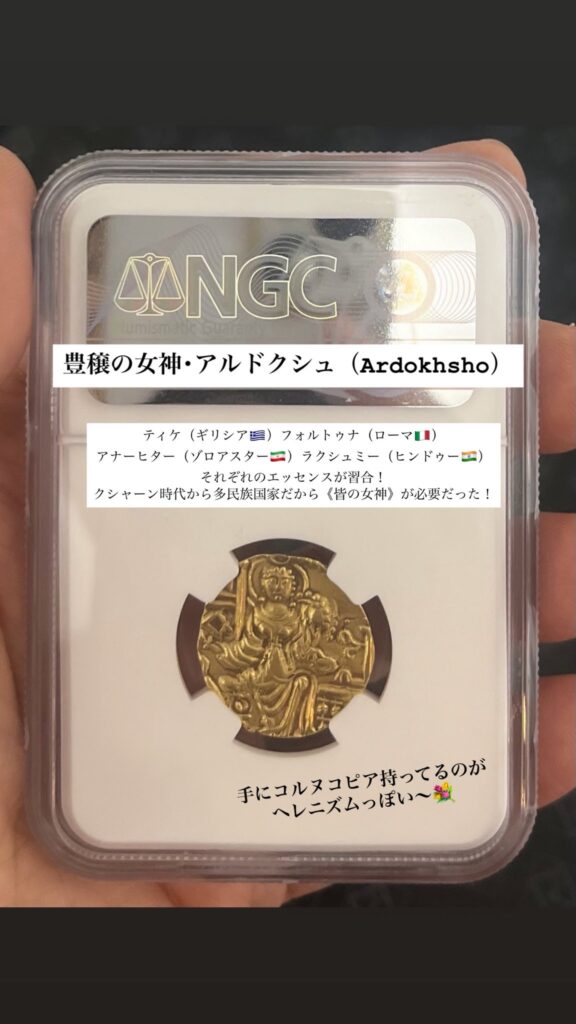 NGC
Numismatic Guaranty
豊穣の女神・アルドクシュ（Ardokhsho）
ティケ（ギリシア🇬🇷）フォルトゥナ（ローマ🇮🇹）
アナーヒター（ゾロアスター🇮🇷）ラクシュミー（ヒンドゥー🇮🇳）
それぞれのエッセンスが習合！
クシャーン時代から多民族国家だから《皆の女神》が必要だった！
手にコルヌコピア持ってるのが
ヘレニズムっぽい〜💐